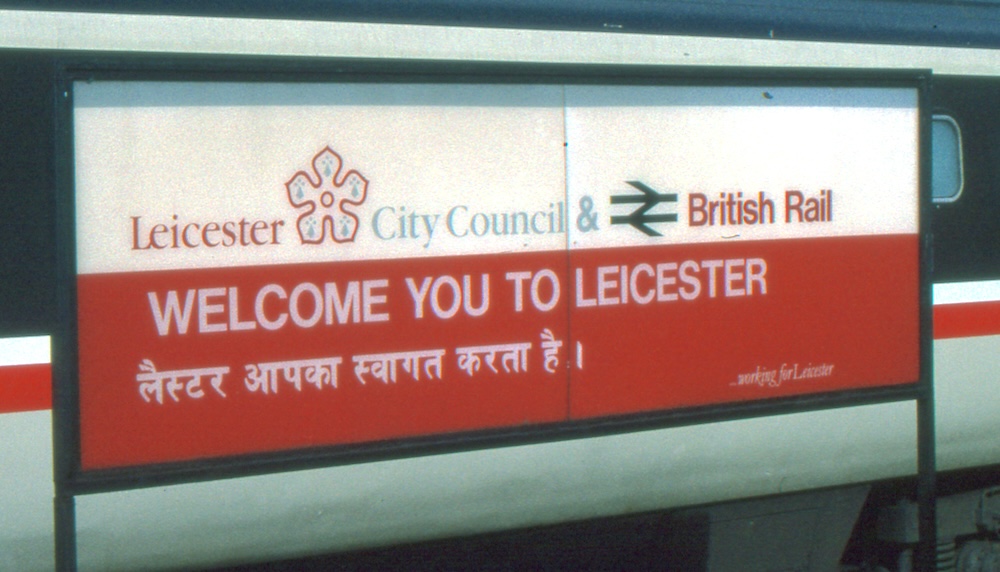 Leicester City Council & British Rail
WELCOME YOU TO LEICESTER
लैस्टर आपका स्वागत करता है।
...working for Leicester